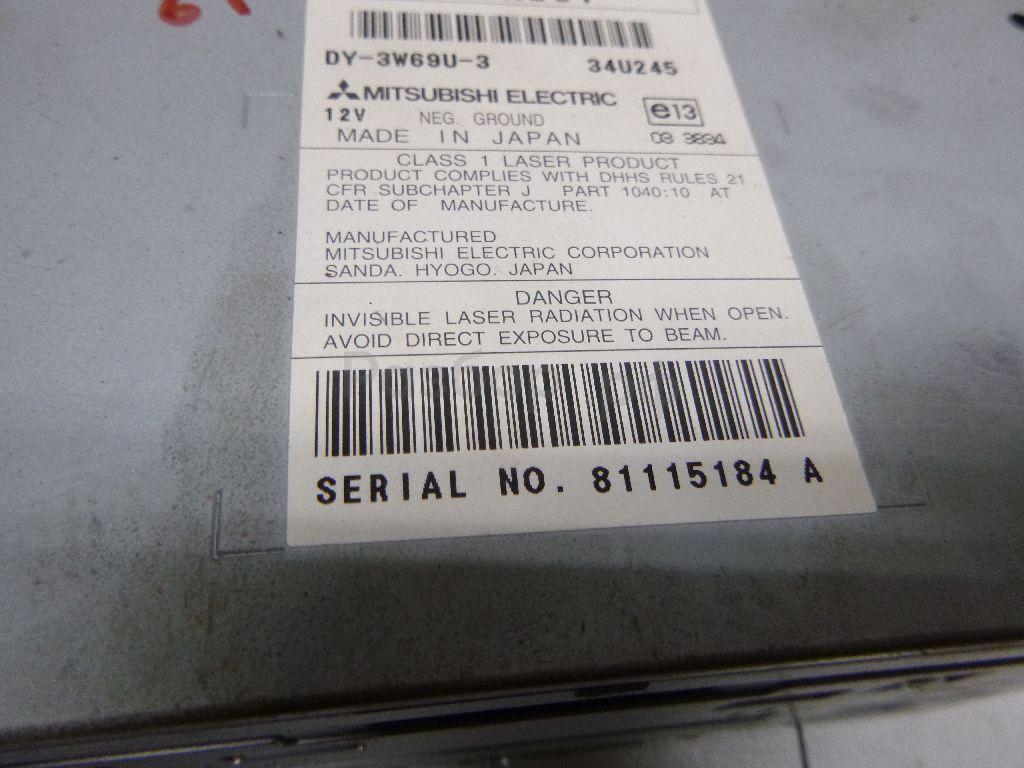 DY-3W69U-3 34U245
MITSUBISHI ELECTRIC
e13
12V NEG. GROUND
MADE IN JAPAN 03 3884
CLASS 1 LASER PRODUCT
PRODUCT COMPLIES WITH DHHS RULES 21
CFR SUBCHAPTER J PART 1040:10 AT
DATE OF MANUFACTURE.
MANUFACTURED
MITSUBISHI ELECTRIC CORPORATION
SANDA. HYOGO. JAPAN
DANGER
INVISIBLE LASER RADIATION WHEN OPEN.
AVOID DIRECT EXPOSURE TO BEAM.
SERIAL NO. 81115184 A